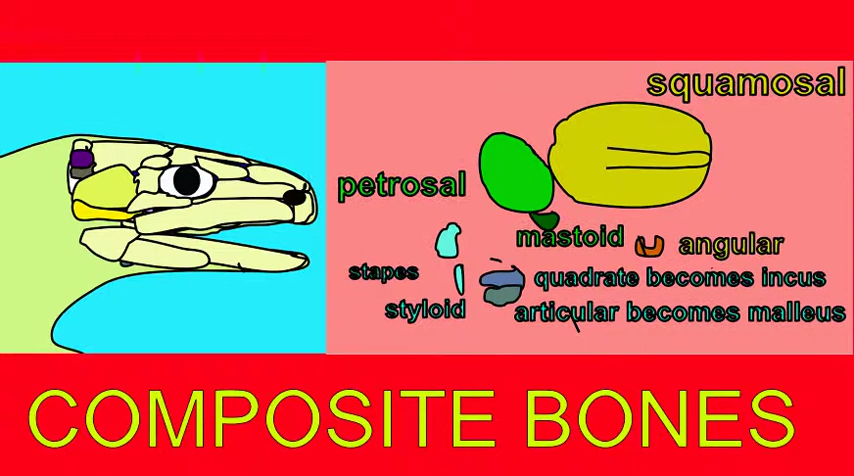 squamosal
petrosal
mastoid
angular
stapes
quadrate becomes incus
styloid
articular becomes malleus
COMPOSITE BONES